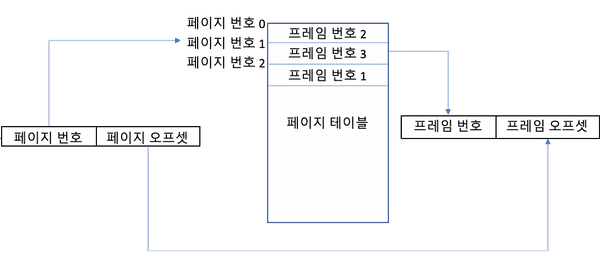 페이지 번호 0
페이지 번호 1
페이지 번호 2
프레임 번호 2
프레임 번호 3
프레임 번호 1
페이지 테이블
페이지 번호
페이지 오프셋
프레임 번호
프레임 오프셋